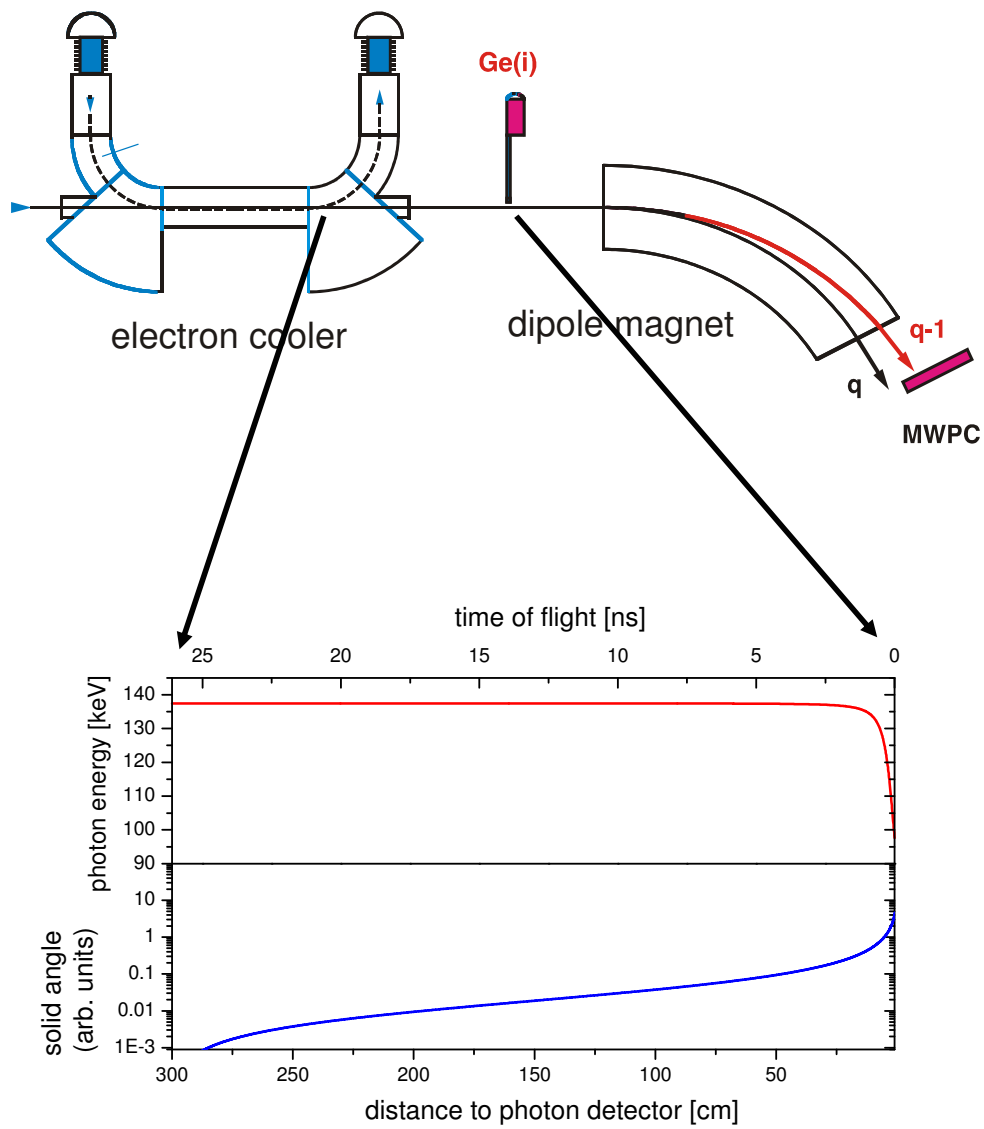 Ge(i)
electron cooler
dipole magnet
q-1
q
MWPC
time of flight [ns]
25 20 15 10 5 0
photon energy [keV]
140
130
120
110
100
90
solid angle
(arb. units)
10
1
0.1
0.01
1E-3
300 250 200 150 100 50
distance to photon detector [cm]